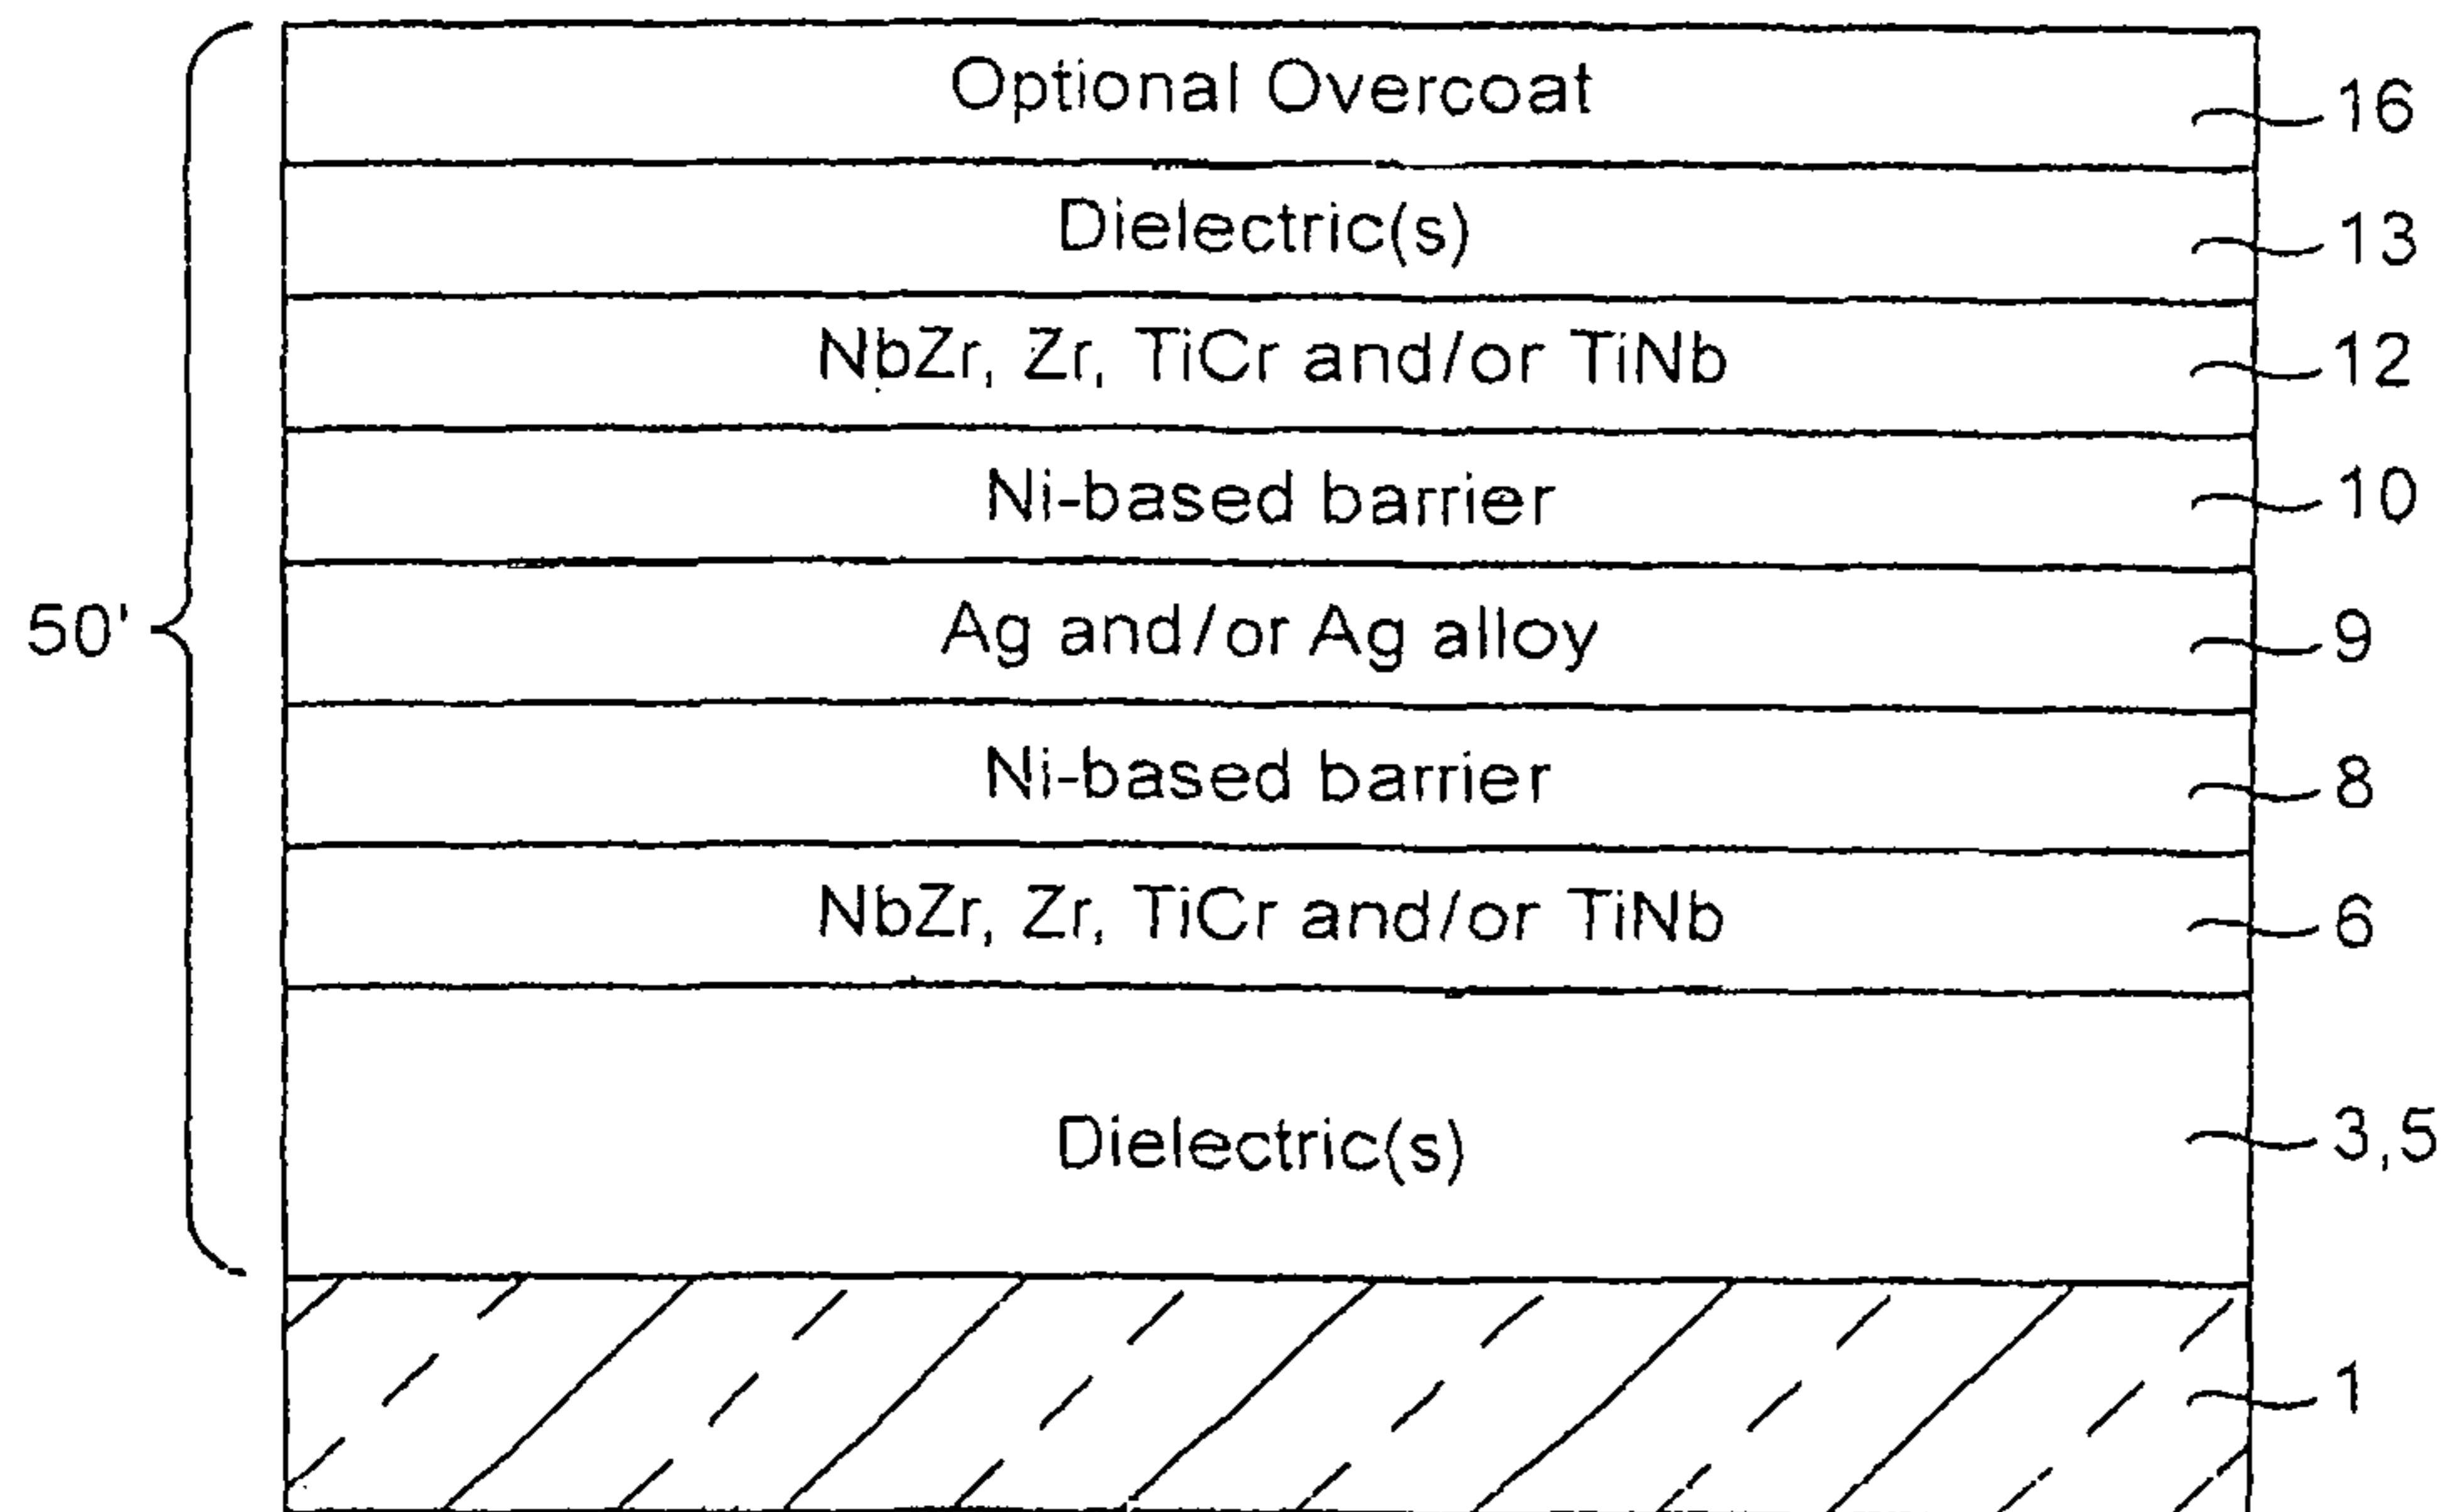 Optional Overcoat
16
Dielectric(s)
13
NbZr, Zr, TiCr and/or TiNb
12
Ni-based barrier
10
50'
Ag and/or Ag alloy
9
Ni-based barrier
8
NbZr, Zr, TiCr and/or TiNb
6
Dielectric(s)
3,5
1